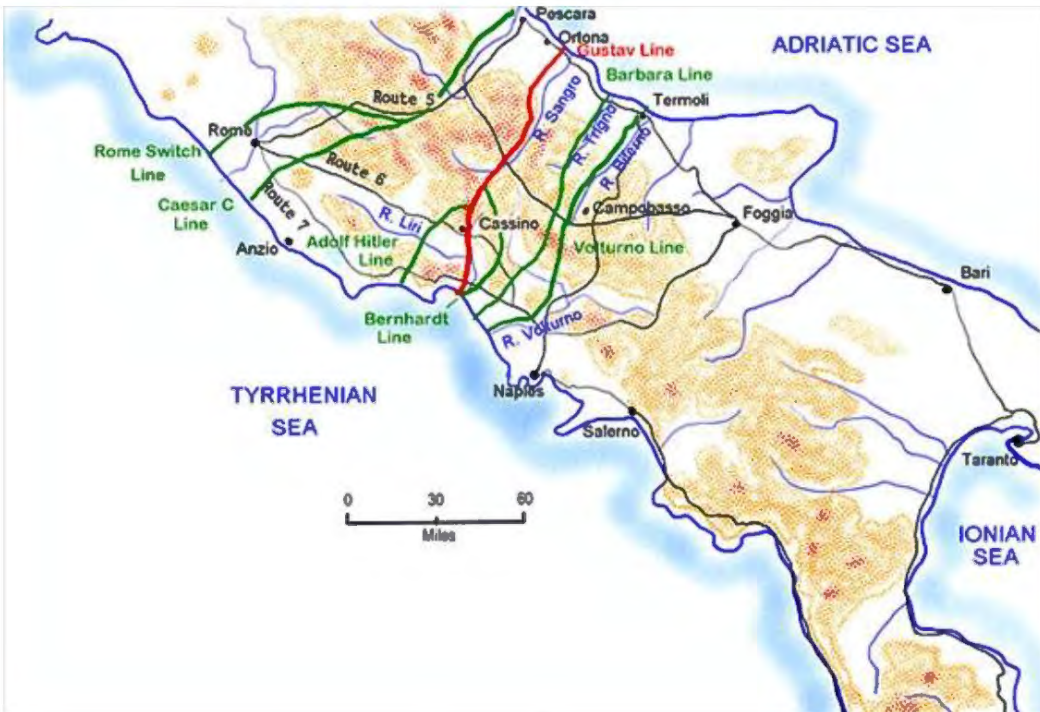 Pescara
Ortona
Gustav Line
ADRIATIC SEA
Barbara Line
Route 5
R. Sangro
Termoli
Rome
R. Trigno
R. Biterno
Rome Switch
Line
Route 6
Caesar C
Line
Route 7
R. Liri
Cassino
Campobasso
Foggia
Anzio
Adolf Hitler
Line
Volturno Line
Bari
Bernhardt
Line
R. Volturno
TYRRHENIAN
SEA
Naples
Salerno
Taranto
0 30 60
Miles
IONIAN
SEA